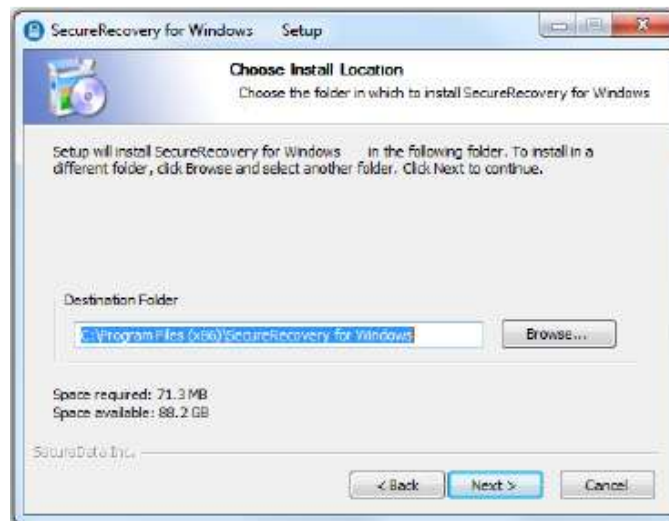 SecureRecovery for Windows Setup
Choose Install Location
Choose the folder in which to install SecureRecovery for Windows
Setup will install SecureRecovery for Windows in the following folder. To install in a
different folder, click Browse and select another folder. Click Next to continue.
Destination Folder
C:\Program Files (x86)\SecureRecovery for Windows
Browse...
Space required: 71.3 MB
Space available: 88.2 GB
SecureData Inc.
< Back
Next >
Cancel